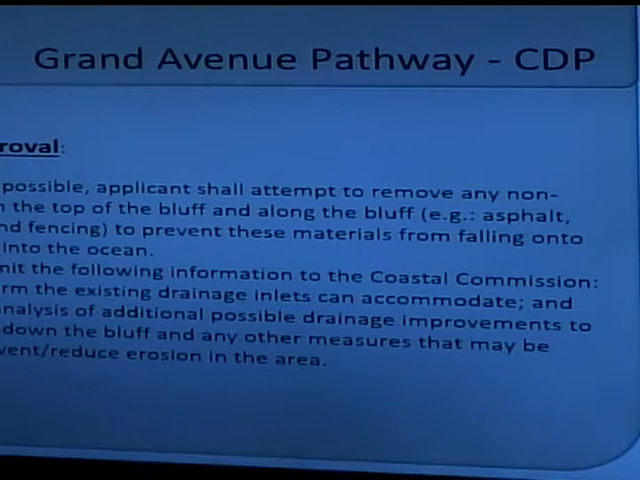 Grand Avenue Pathway - CDP
roval:
possible, applicant shall attempt to remove any non-
n the top of the bluff and along the bluff (e.g.: asphalt,
nd fencing) to prevent these materials from falling onto
into the ocean.
mit the following information to the Coastal Commission:
rm the existing drainage inlets can accommodate; and
nalysis of additional possible drainage improvements to
down the bluff and any other measures that may be
vent/reduce erosion in the area.